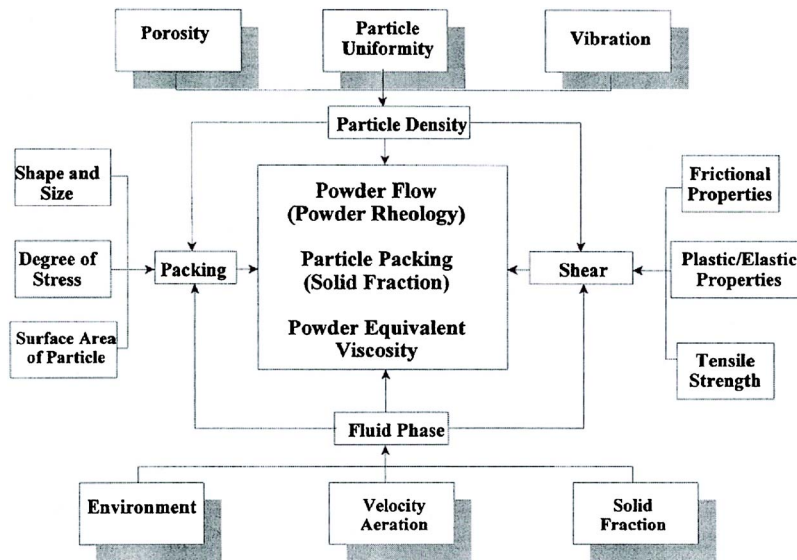 Porosity
Particle
Uniformity
Vibration
Particle Density
Shape and
Size
Degree of
Stress
Surface Area
of Particle
Packing
Powder Flow
(Powder Rheology)
Particle Packing
(Solid Fraction)
Powder Equivalent
Viscosity
Shear
Frictional
Properties
Plastic/Elastic
Properties
Tensile
Strength
Fluid Phase
Environment
Velocity
Aeration
Solid
Fraction